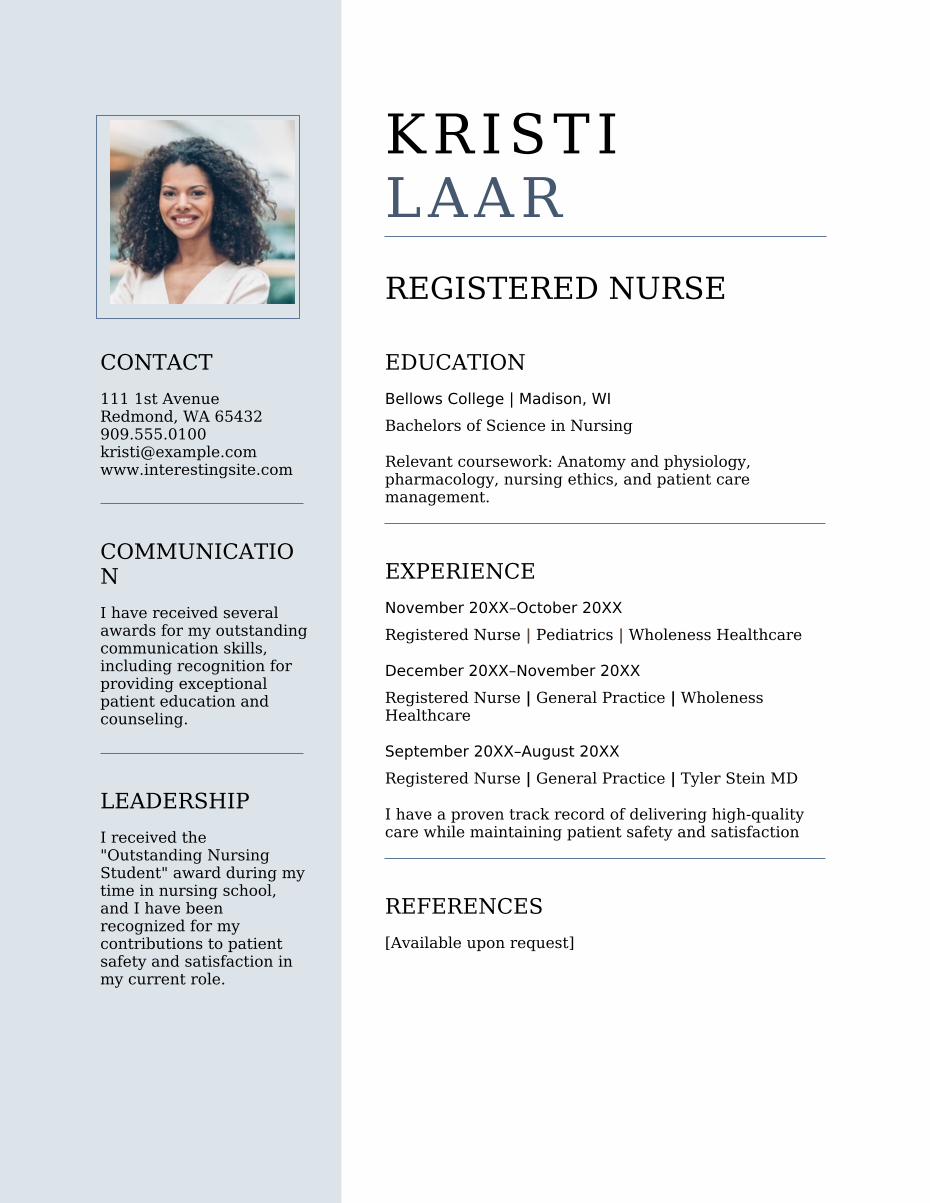 KRISTI
LAAR
REGISTERED NURSE
CONTACT
111 1st Avenue
Redmond, WA 65432
909.555.0100
kristi@example.com
www.interestingsite.com
COMMUNICATIO
N
I have received several
awards for my outstanding
communication skills,
including recognition for
providing exceptional
patient education and
counseling.
LEADERSHIP
I received the
"Outstanding Nursing
Student" award during my
time in nursing school,
and I have been
recognized for my
contributions to patient
safety and satisfaction in
my current role.
EDUCATION
Bellows College | Madison, WI
Bachelors of Science in Nursing
Relevant coursework: Anatomy and physiology,
pharmacology, nursing ethics, and patient care
management.
EXPERIENCE
November 20XX–October 20XX
Registered Nurse | Pediatrics | Wholeness Healthcare
December 20XX–November 20XX
Registered Nurse | General Practice | Wholeness
Healthcare
September 20XX–August 20XX
Registered Nurse | General Practice | Tyler Stein MD
I have a proven track record of delivering high-quality
care while maintaining patient safety and satisfaction
REFERENCES
[Available upon request]